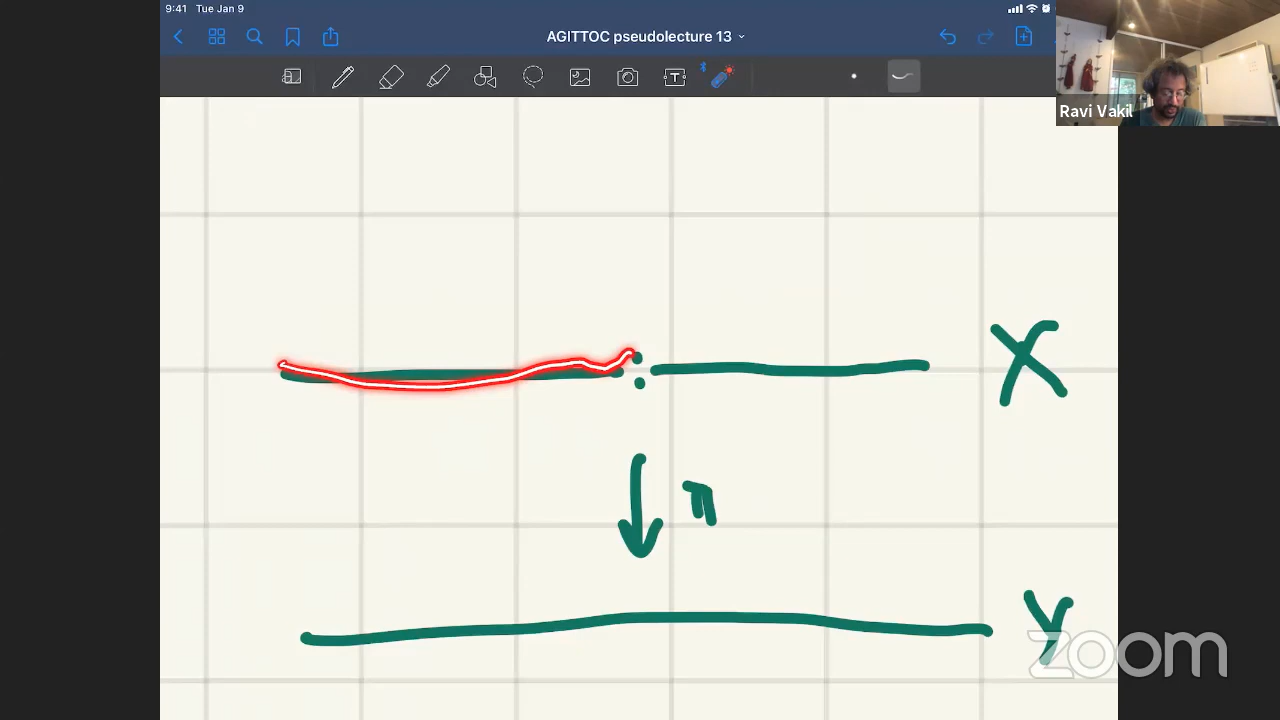 9:41 Tue Jan 9
AGITTOC pseudolecture 13
T
Ravi Vakil
X
π
Y
zoom